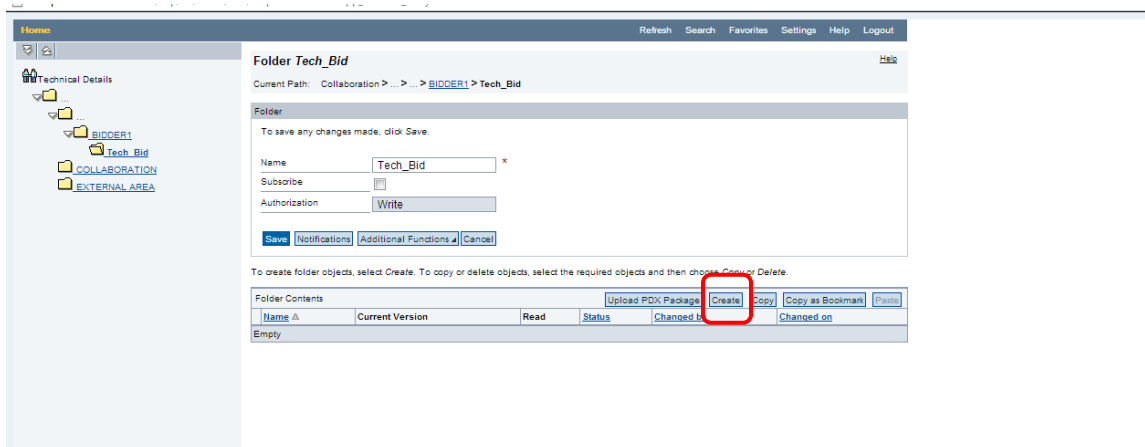 Home
Refresh Search Favorites Settings Help Logout
Technical Details
...
...
BIDDER1
Tech_Bid
COLLABORATION
EXTERNAL AREA
Folder Tech_Bid
Help
Current Path: Collaboration > ... > ... > BIDDER1 > Tech_Bid
Folder
To save any changes made, click Save.
Name Tech_Bid *
Subscribe
Authorization Write
Save Notifications Additional Functions Cancel
To create folder objects, select Create. To copy or delete objects, select the required objects and then choose Copy or Delete.
Folder Contents Upload PDX Package Create Copy Copy as Bookmark Paste
Name Current Version Read Status Changed Changed on
Empty